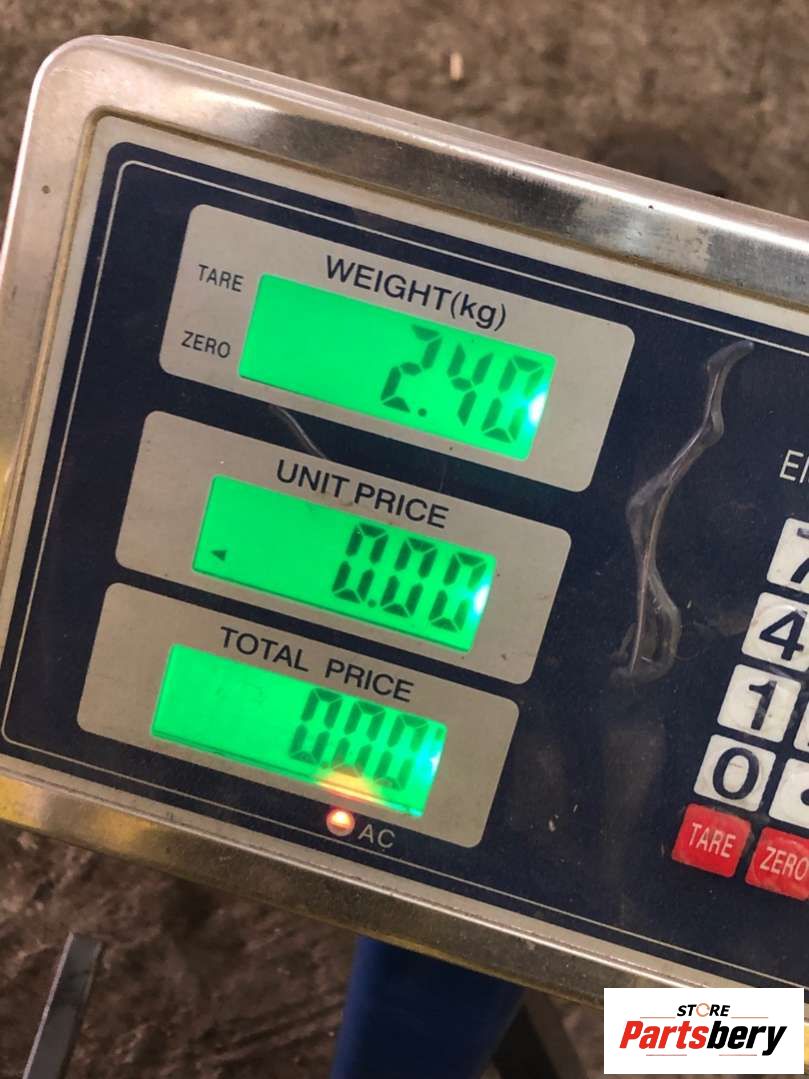 WEIGHT(kg)
TARE
ZERO
2.40
UNIT PRICE
0.00
TOTAL PRICE
0.00
AC
4
1
0
TARE
ZERO
STORE
Partsbery